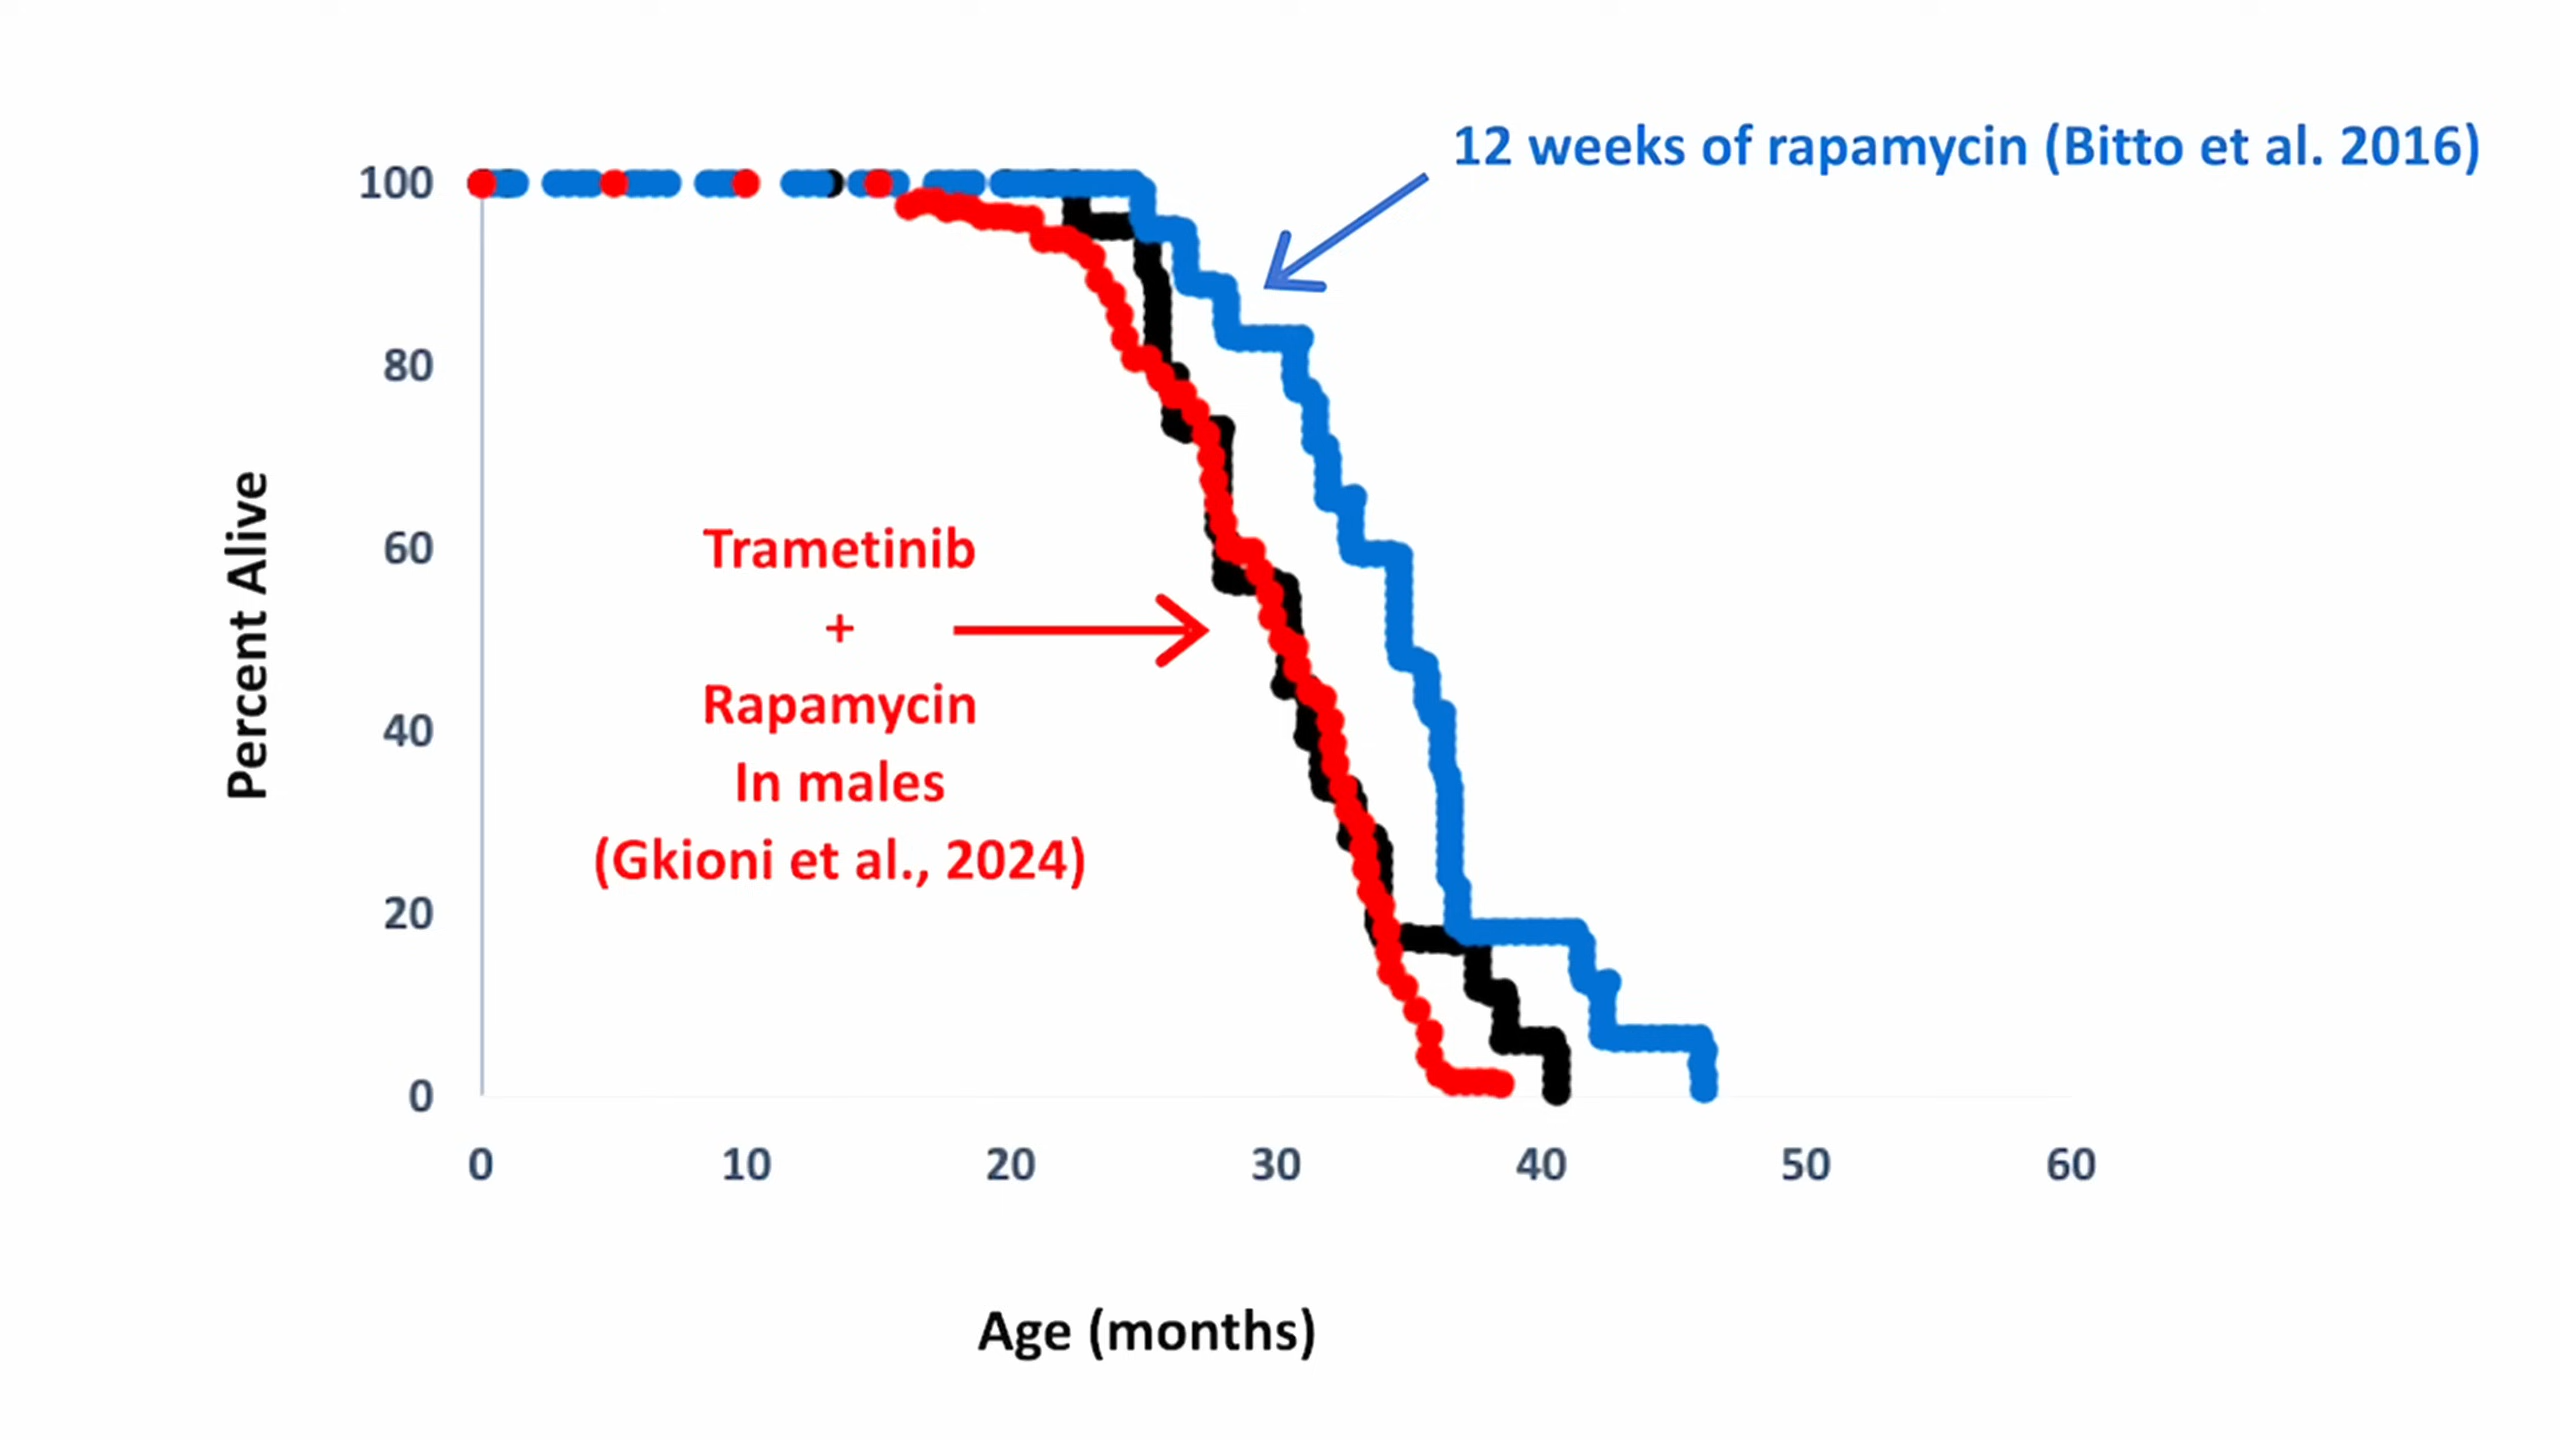 12 weeks of rapamycin (Bitto et al. 2016)
100
80
60
40
20
0
Percent Alive
Trametinib
+
Rapamycin
In males
(Gkioni et al., 2024)
0 10 20 30 40 50 60
Age (months)